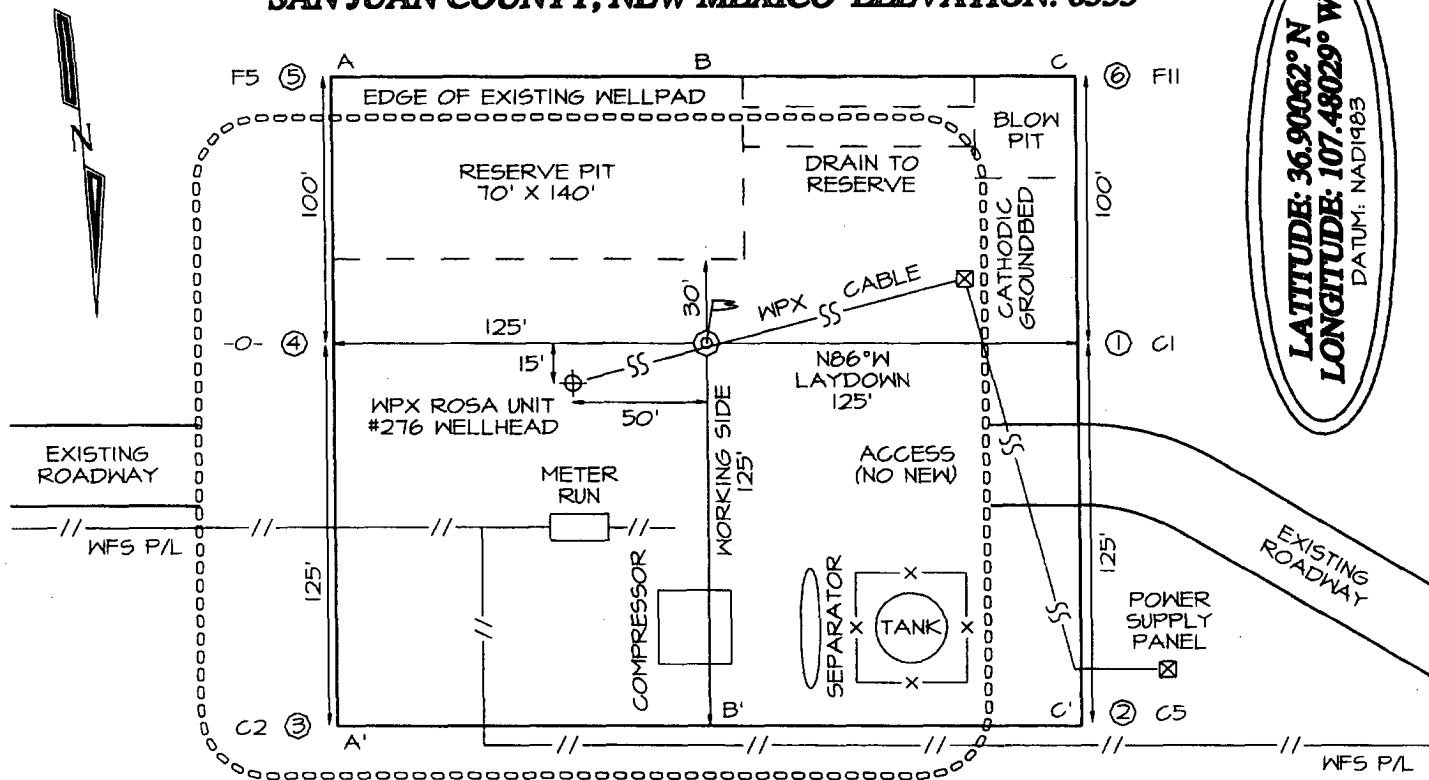 SAN JUAN COUNTY, NEW MEXICO ELEVATION:
LATITUDE: 36.90062° N
LONGITUDE: 107.48029° W
DATUM: NAD1983
N
F5 5 A
B
C 6 F11
EDGE OF EXISTING WELLPAD
BLOW
PIT
RESERVE PIT
70' X 140'
DRAIN TO
RESERVE
100'
100'
CATHODIC
GROUNDBED
WPX CABLE
SS
30'
-0- 4
125'
1 C1
15'
SS
N86°W
LAYDOWN
125'
WPX ROSA UNIT
#276 WELLHEAD
50'
WORKING SIDE
125'
EXISTING
ROADWAY
ACCESS
(NO NEW)
SS
METER
RUN
WFS P/L
EXISTING
ROADWAY
125'
125'
COMPRESSOR
SEPARATOR
TANK
SS
POWER
SUPPLY
PANEL
C2 3
A'
B'
C' 2 C5
WFS P/L